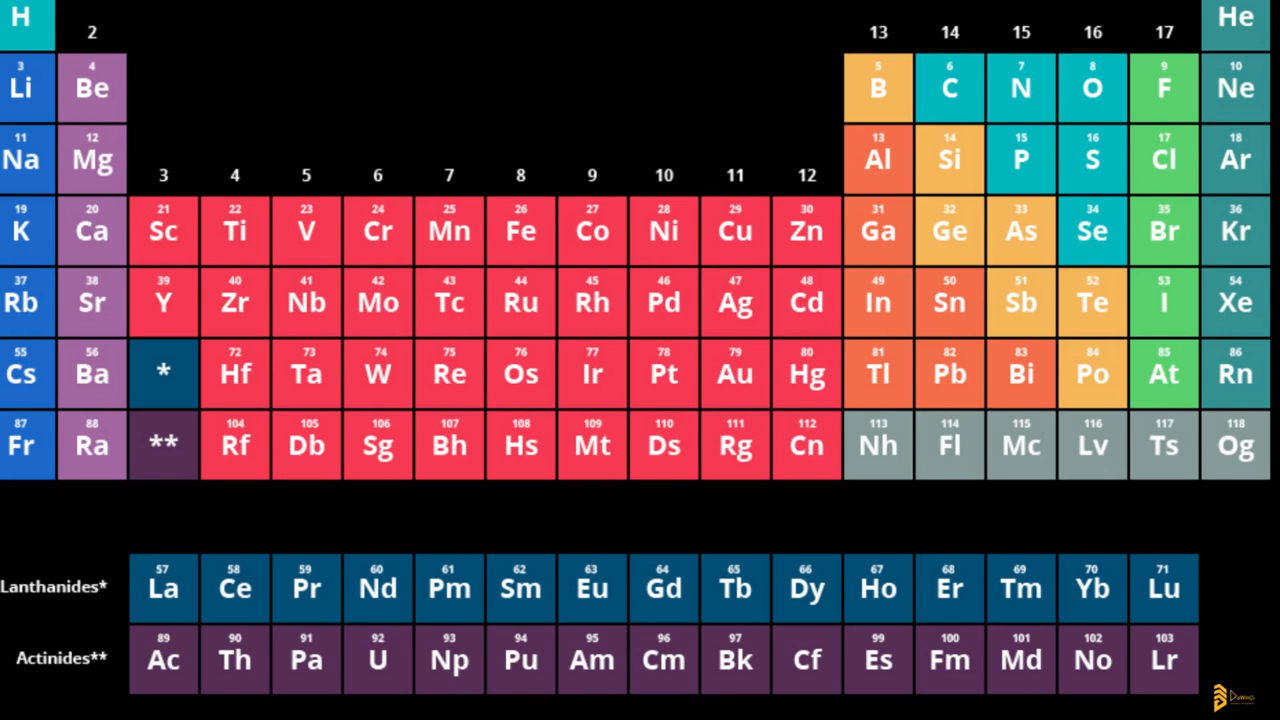 H He
2 13 14 15 16 17
3 4 5 6 7 8 9 10
Li Be B C N O F Ne
11 12 13 14 15 16 17 18
Na Mg Al Si P S Cl Ar
3 4 5 6 7 8 9 10 11 12
19 20 21 22 23 24 25 26 27 28 29 30 31 32 33 34 35 36
K Ca Sc Ti V Cr Mn Fe Co Ni Cu Zn Ga Ge As Se Br Kr
37 38 39 40 41 42 43 44 45 46 47 48 49 50 51 52 53 54
Rb Sr Y Zr Nb Mo Tc Ru Rh Pd Ag Cd In Sn Sb Te I Xe
55 56 72 73 74 75 76 77 78 79 80 81 82 83 84 85 86
Cs Ba * Hf Ta W Re Os Ir Pt Au Hg Tl Pb Bi Po At Rn
87 88 104 105 106 107 108 109 110 111 112 113 114 115 116 117 118
Fr Ra ** Rf Db Sg Bh Hs Mt Ds Rg Cn Nh Fl Mc Lv Ts Og
57 58 59 60 61 62 63 64 65 66 67 68 69 70 71
Lanthanides* La Ce Pr Nd Pm Sm Eu Gd Tb Dy Ho Er Tm Yb Lu
89 90 91 92 93 94 95 96 97 99 100 101 102 103
Actinides** Ac Th Pa U Np Pu Am Cm Bk Cf Es Fm Md No Lr